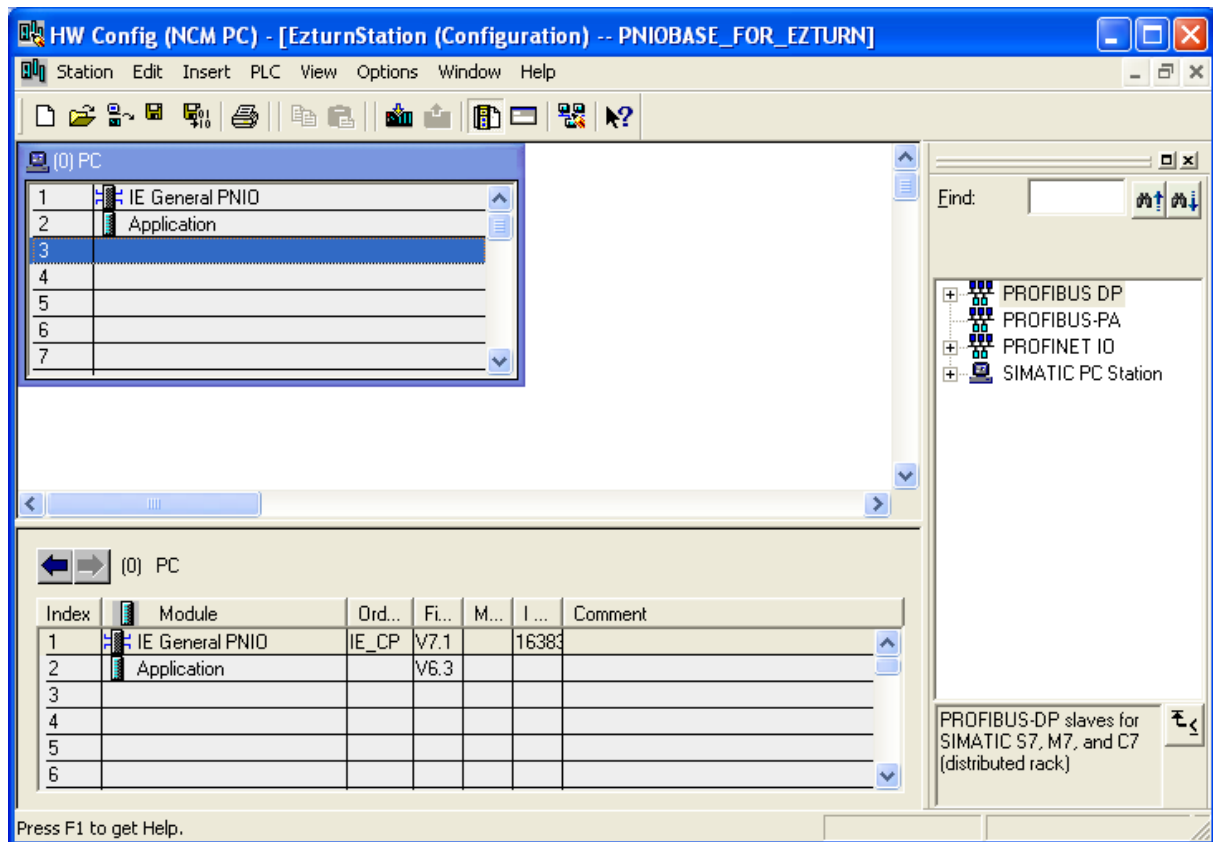 HW Config (NCM PC) - [EzturnStation (Configuration) -- PNIOBASE_FOR_EZTURN]
Station Edit Insert PLC View Options Window Help
(0) PC
1 IE General PNIO
2 Application
3
4
5
6
7
Find:
PROFIBUS DP
PROFIBUS-PA
PROFINET IO
SIMATIC PC Station
(0) PC
Index Module Ord... Fi... M... I ... Comment
1 IE General PNIO IE_CP V7.1 16383
2 Application V6.3
3
4
5
6
PROFIBUS-DP slaves for
SIMATIC S7, M7, and C7
(distributed rack)
Press F1 to get Help.